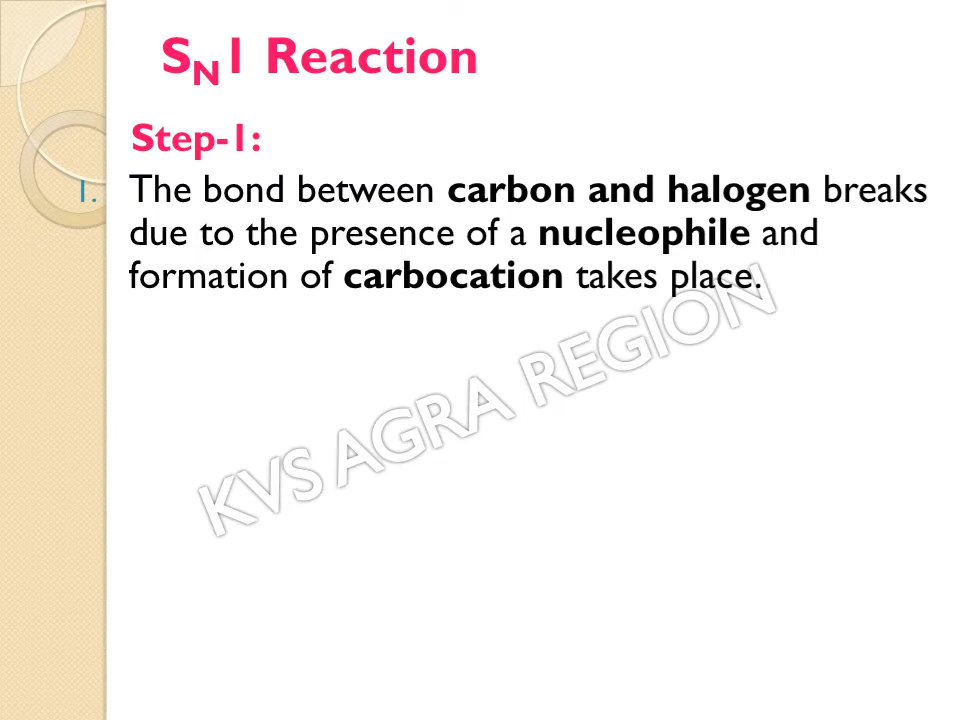 S_N1 Reaction
Step-1:
1. The bond between carbon and halogen breaks
due to the presence of a nucleophile and
formation of carbocation takes place.
KVS AGRA REGION